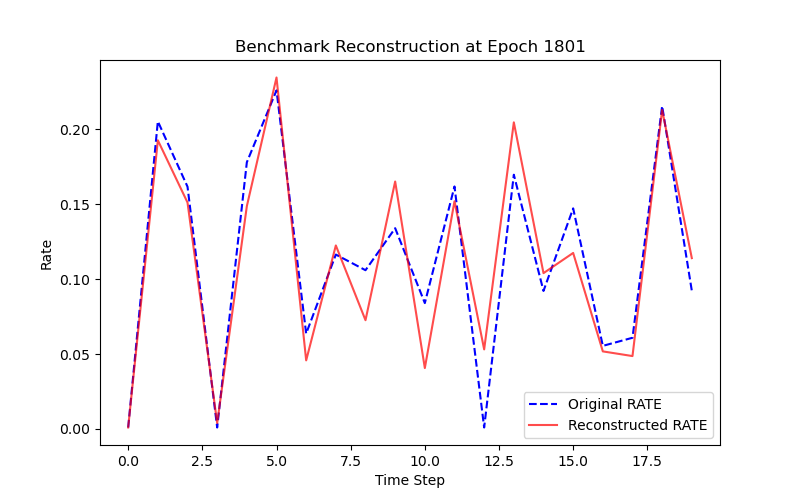 Benchmark Reconstruction at Epoch 1801
Rate
0.20
0.15
0.10
0.05
0.00
Original RATE
Reconstructed RATE
0.0 2.5 5.0 7.5 10.0 12.5 15.0 17.5
Time Step